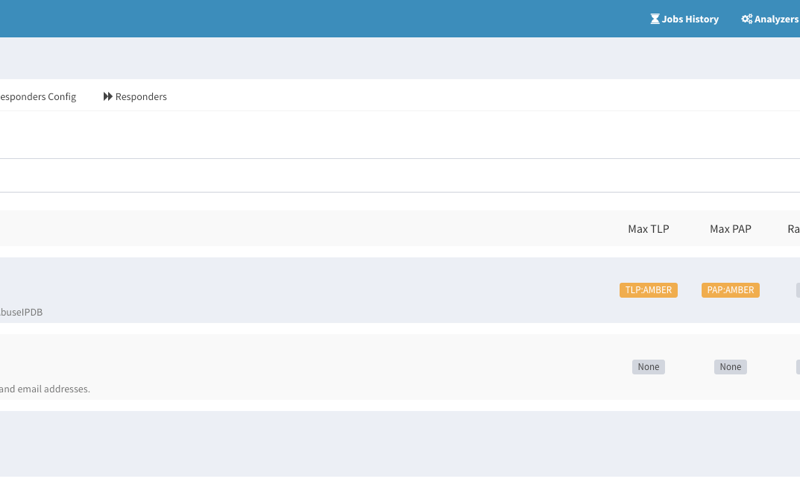 Jobs History Analyzers
esponders Config Responders
Max TLP Max PAP Ra
TLP:AMBER PAP:AMBER
buseIPDB
None None
and email addresses.